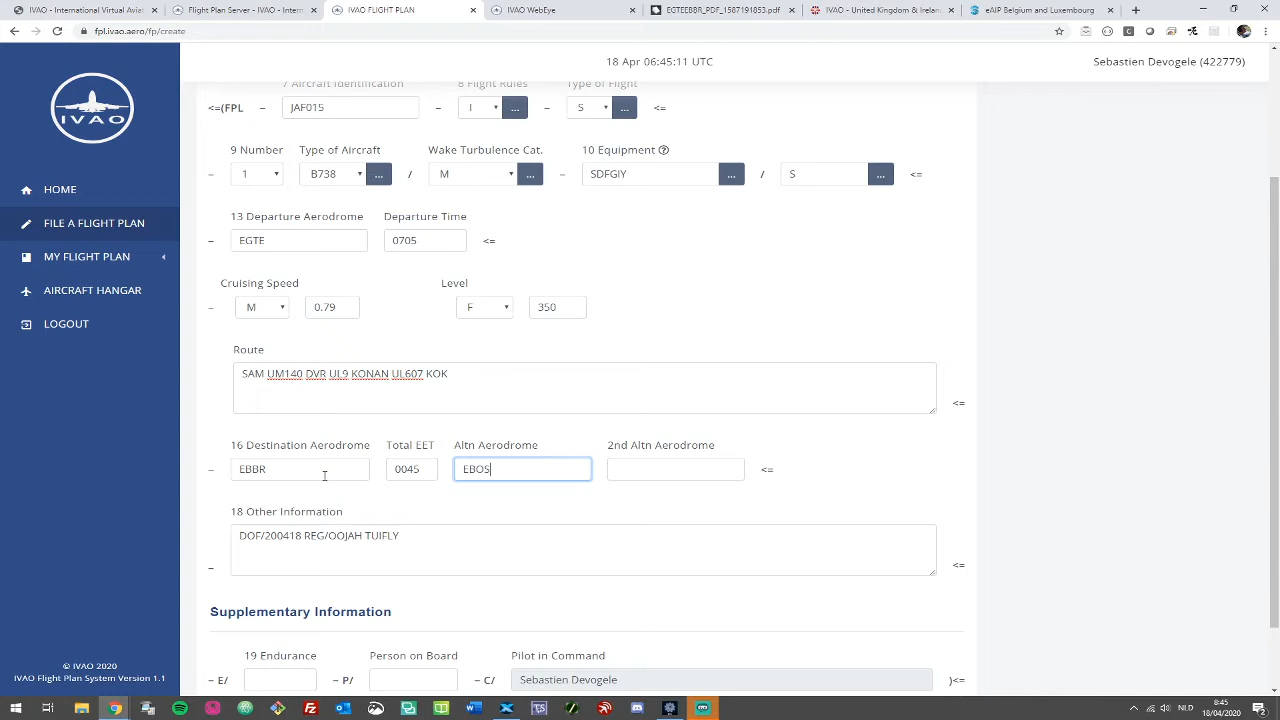 IVAO - International Virtual Aviat
Flight Plan Server - IVAO - Intern
IVAO FLIGHT PLAN
IVAO WebEye
EGTEEBBR_PDF_1587191853.pdf
IVAO - United Kingdom & Ireland
eAIP Belgium and Luxembourg
fpl.ivao.aero/fp/create
18 Apr 06:45:11 UTC
Sebastien Devogele (422779)
IVAO
HOME
FILE A FLIGHT PLAN
MY FLIGHT PLAN
AIRCRAFT HANGAR
LOGOUT
7 Aircraft Identification 8 Flight Rules Type of Flight
<=(FPL – JAF015 – I ... – S ... <=
9 Number Type of Aircraft Wake Turbulence Cat. 10 Equipment
– 1 B738 ... / M ... – SDFGIY ... / S ... <=
13 Departure Aerodrome Departure Time
– EGTE 0705 <=
Cruising Speed Level
– M 0.79 F 350
Route
SAM UM140 DVR UL9 KONAN UL607 KOK
<=
16 Destination Aerodrome Total EET Altn Aerodrome 2nd Altn Aerodrome
– EBBR 0045 EBOS <=
18 Other Information
DOF/200418 REG/OOJAH TUIFLY
– <=
Supplementary Information
19 Endurance Person on Board Pilot in Command
– E/ – P/ – C/ Sebastien Devogele )<=
© IVAO 2020
IVAO Flight Plan System Version 1.1
NLD
8:45
18/04/2020